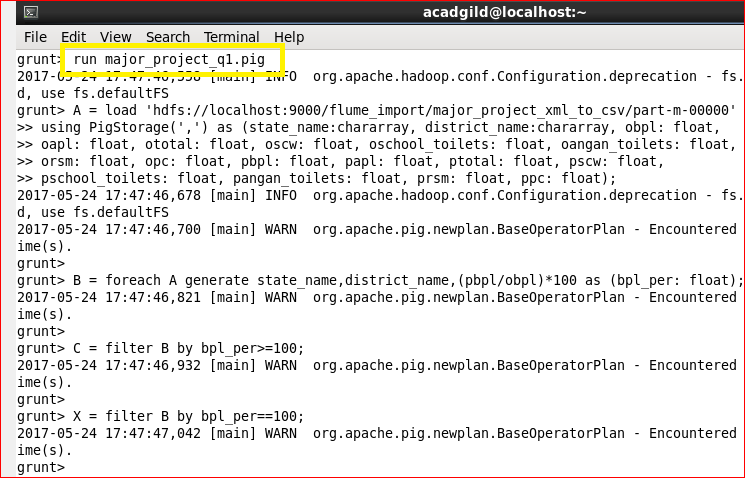 acadgild@localhost:~
File Edit View Search Terminal Help
grunt> run major_project_q1.pig
2017-05-24 17:47:46,558 [main] INFO  org.apache.hadoop.conf.Configuration.deprecation - fs.
d, use fs.defaultFS
grunt> A = load 'hdfs://localhost:9000/flume_import/major_project_xml_to_csv/part-m-00000'
>> using PigStorage(',') as (state_name:chararray, district_name:chararray, obpl: float,
>> oapl: float, ototal: float, oscw: float, oschool_toilets: float, oangan_toilets: float,
>> orsm: float, opc: float, pbpl: float, papl: float, ptotal: float, pscw: float,
>> pschool_toilets: float, pangan_toilets: float, prsm: float, ppc: float);
2017-05-24 17:47:46,678 [main] INFO  org.apache.hadoop.conf.Configuration.deprecation - fs.
d, use fs.defaultFS
2017-05-24 17:47:46,700 [main] WARN  org.apache.pig.newplan.BaseOperatorPlan - Encountered
ime(s).
grunt>
grunt> B = foreach A generate state_name,district_name,(pbpl/obpl)*100 as (bpl_per: float);
2017-05-24 17:47:46,821 [main] WARN  org.apache.pig.newplan.BaseOperatorPlan - Encountered
ime(s).
grunt>
grunt> C = filter B by bpl_per>=100;
2017-05-24 17:47:46,932 [main] WARN  org.apache.pig.newplan.BaseOperatorPlan - Encountered
ime(s).
grunt>
grunt> X = filter B by bpl_per==100;
2017-05-24 17:47:47,042 [main] WARN  org.apache.pig.newplan.BaseOperatorPlan - Encountered
ime(s).
grunt>